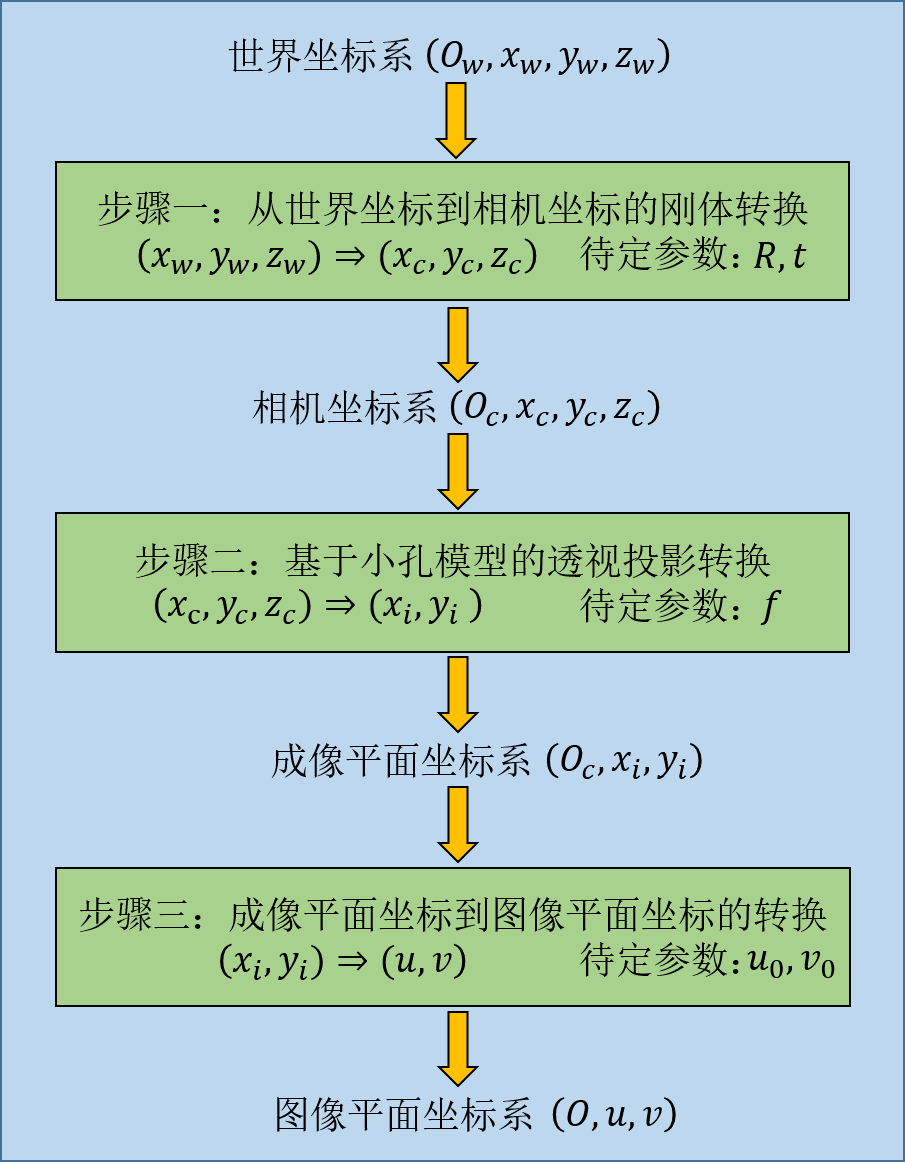 世界坐标系 (O_w, x_w, y_w, z_w)
步骤一：从世界坐标到相机坐标的刚体转换
(x_w, y_w, z_w) ⇒ (x_c, y_c, z_c) 待定参数：R, t
相机坐标系 (O_c, x_c, y_c, z_c)
步骤二：基于小孔模型的透视投影转换
(x_c, y_c, z_c) ⇒ (x_i, y_i ) 待定参数：f
成像平面坐标系 (O_c, x_i, y_i)
步骤三：成像平面坐标到图像平面坐标的转换
(x_i, y_i) ⇒ (u, v) 待定参数：u_0, v_0
图像平面坐标系 (O, u, v)